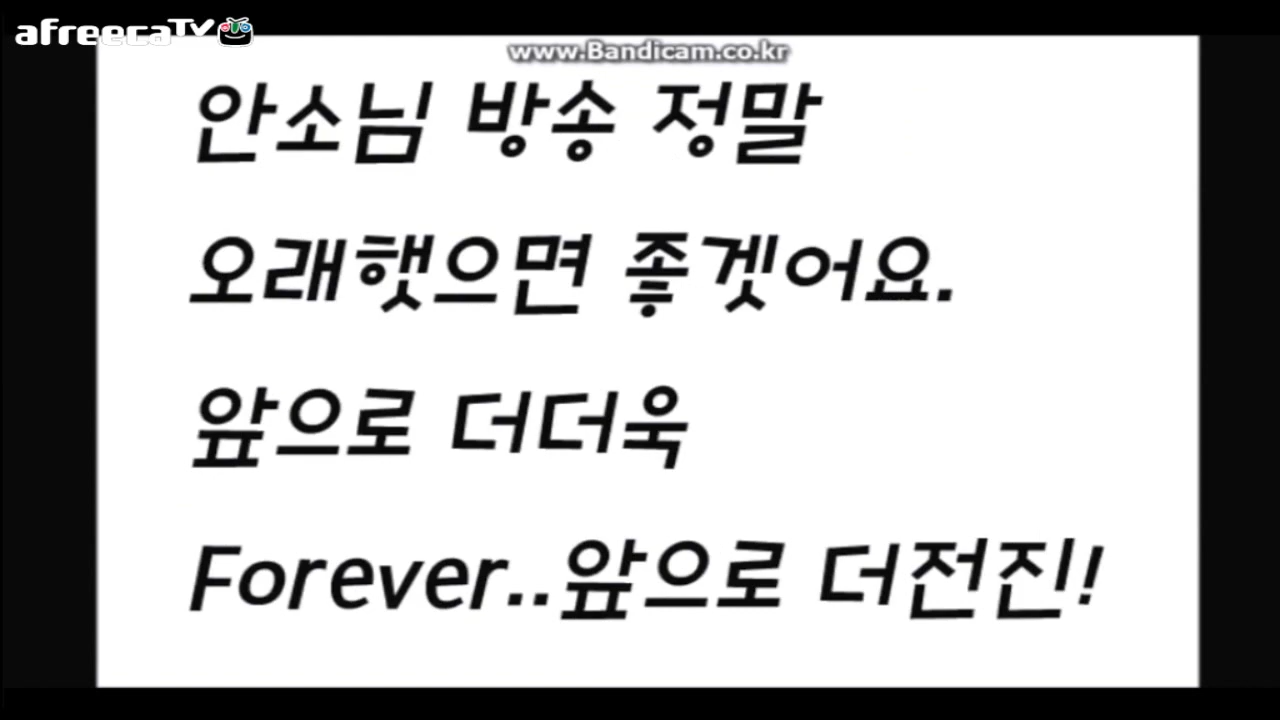 afreecaTV
www.Bandicam.co.kr
안소님 방송 정말
오래햇으면 좋겟어요.
앞으로 더더욱
Forever..앞으로 더전진!